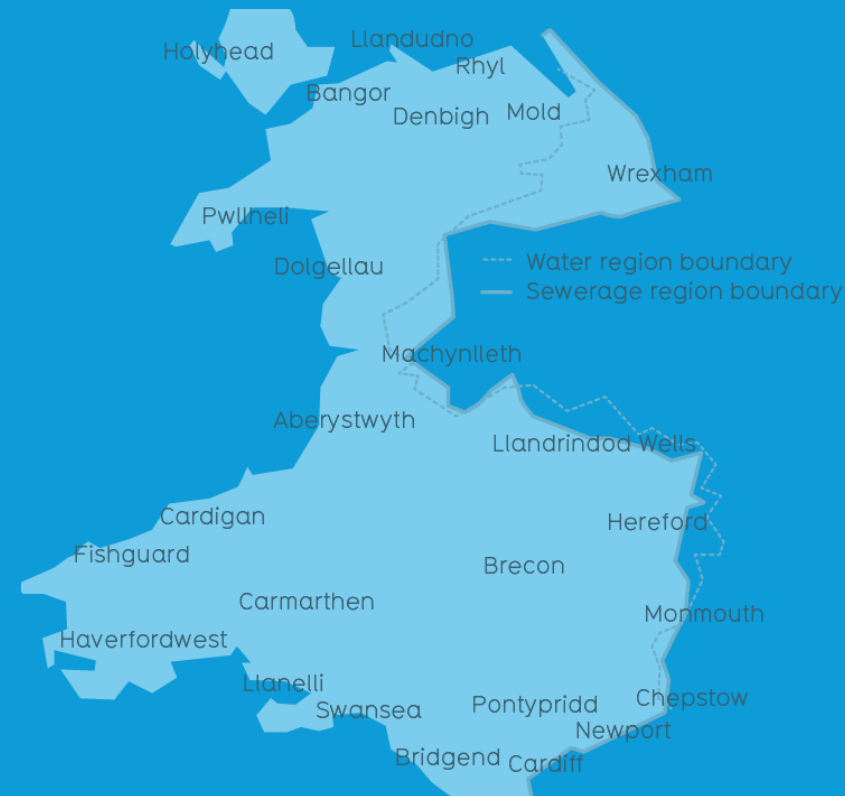 Llandudno
Holyhead
Rhyl
Bangor
Denbigh
Mold
Wrexham
Pwllheli
Dolgellau
Water region boundary
Sewerage region boundary
Machynlleth
Aberystwyth
Llandrindod Wells
Cardigan
Hereford
Fishguard
Brecon
Carmarthen
Monmouth
Haverfordwest
Llanelli
Chepstow
Swansea
Pontypridd
Newport
Bridgend
Cardiff